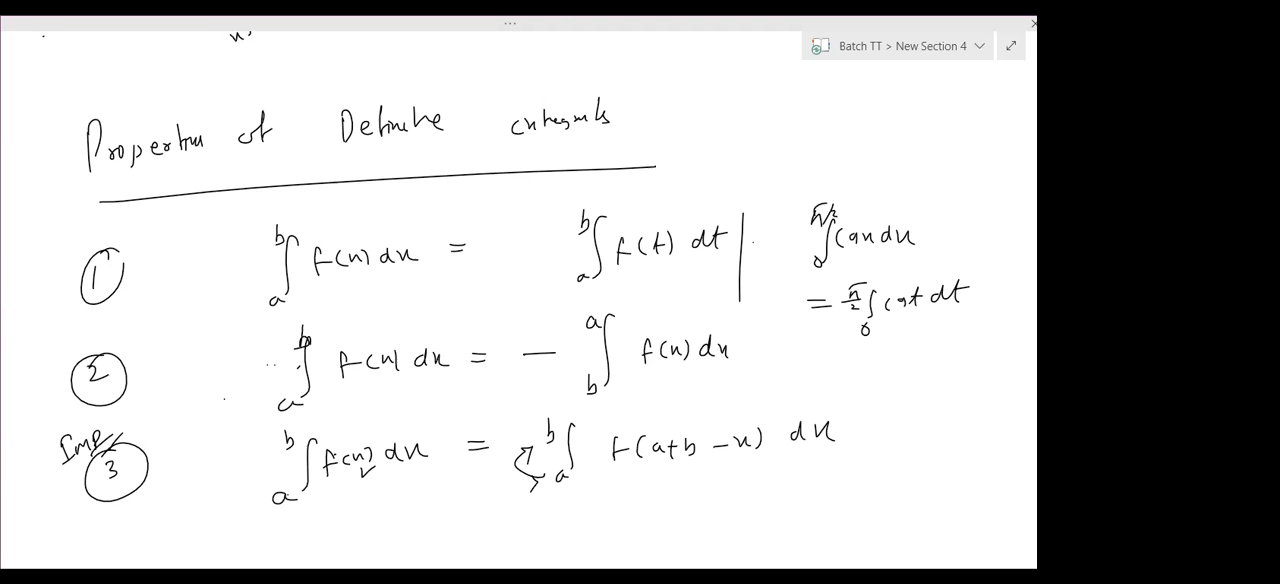 Batch TT > New Section 4
Properties of Definite integrals
① ∫_a^b f(x) dx = ∫_a^b f(t) dt | ∫_0^{π/2} cos x dx
= ∫_0^{π/2} cos t dt
② ∫_a^b f(x) dx = − ∫_b^a f(x) dx
Imp ③ ∫_a^b f(x) dx = ∫_a^b f(a+b−x) dx